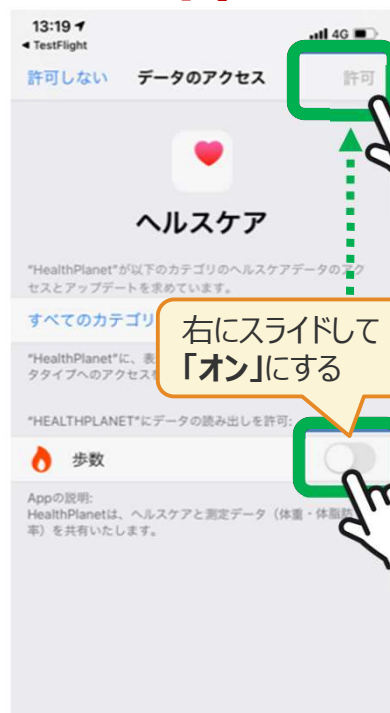 13:19
◀ TestFlight
4G
許可しない データのアクセス 許可
ヘルスケア
"HealthPlanet"が以下のカテゴリのヘルスケアデータのアク
セスとアップデートを求めています。
すべてのカテゴリ
右にスライドして
「オン」にする
"HealthPlanet"に、表
タタイプへのアクセスを
"HEALTHPLANET"にデータの読み出しを許可:
歩数
Appの説明:
HealthPlanetは、ヘルスケアと測定データ（体重・体脂肪
率）を共有いたします。